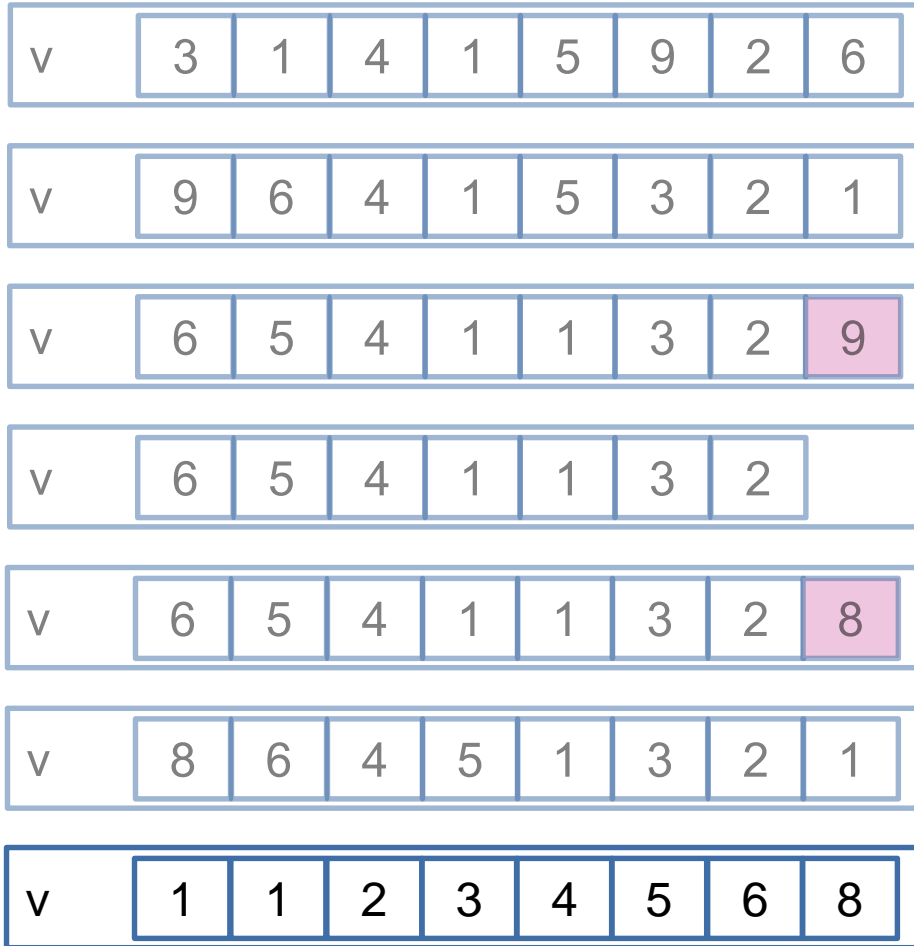 v 3 1 4 1 5 9 2 6
v 9 6 4 1 5 3 2 1
v 6 5 4 1 1 3 2 9
v 6 5 4 1 1 3 2
v 6 5 4 1 1 3 2 8
v 8 6 4 5 1 3 2 1
v 1 1 2 3 4 5 6 8